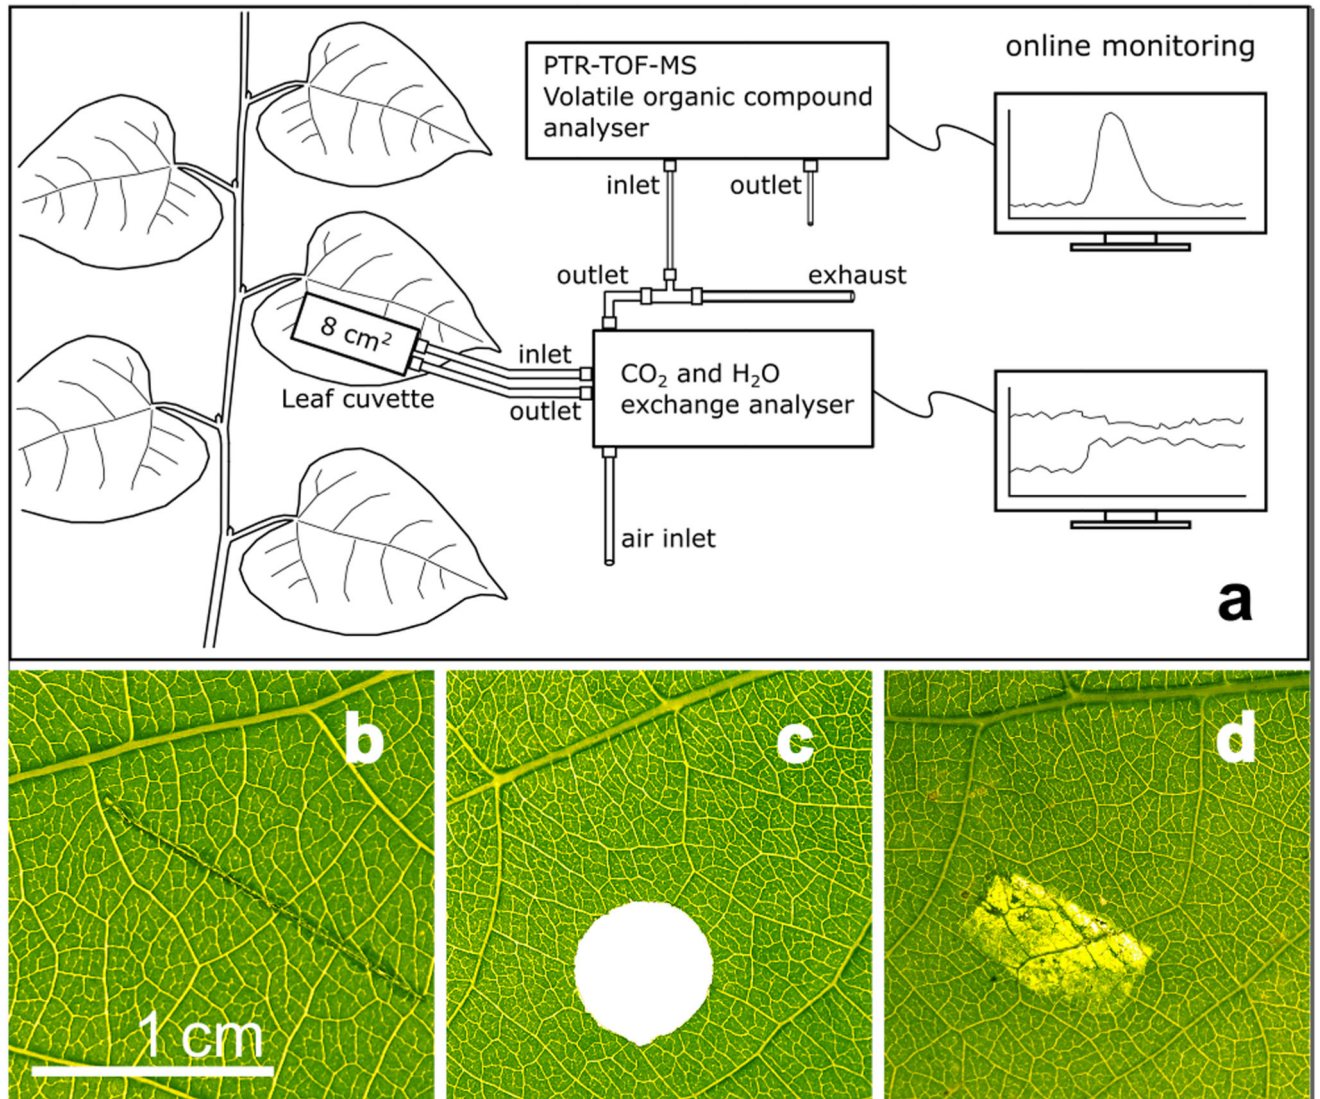 PTR-TOF-MS
Volatile organic compound
analyser
online monitoring
inlet
outlet
outlet
exhaust
8 cm²
Leaf cuvette
inlet
outlet
CO₂ and H₂O
exchange analyser
air inlet
a
b
c
d
1 cm